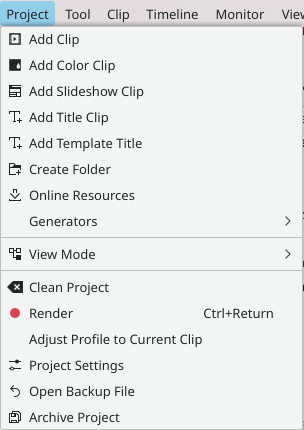 Project Tool Clip Timeline Monitor
Add Clip
Add Color Clip
Add Slideshow Clip
Add Title Clip
Add Template Title
Create Folder
Online Resources
Generators
View Mode
Clean Project
Render Ctrl+Return
Adjust Profile to Current Clip
Project Settings
Open Backup File
Archive Project